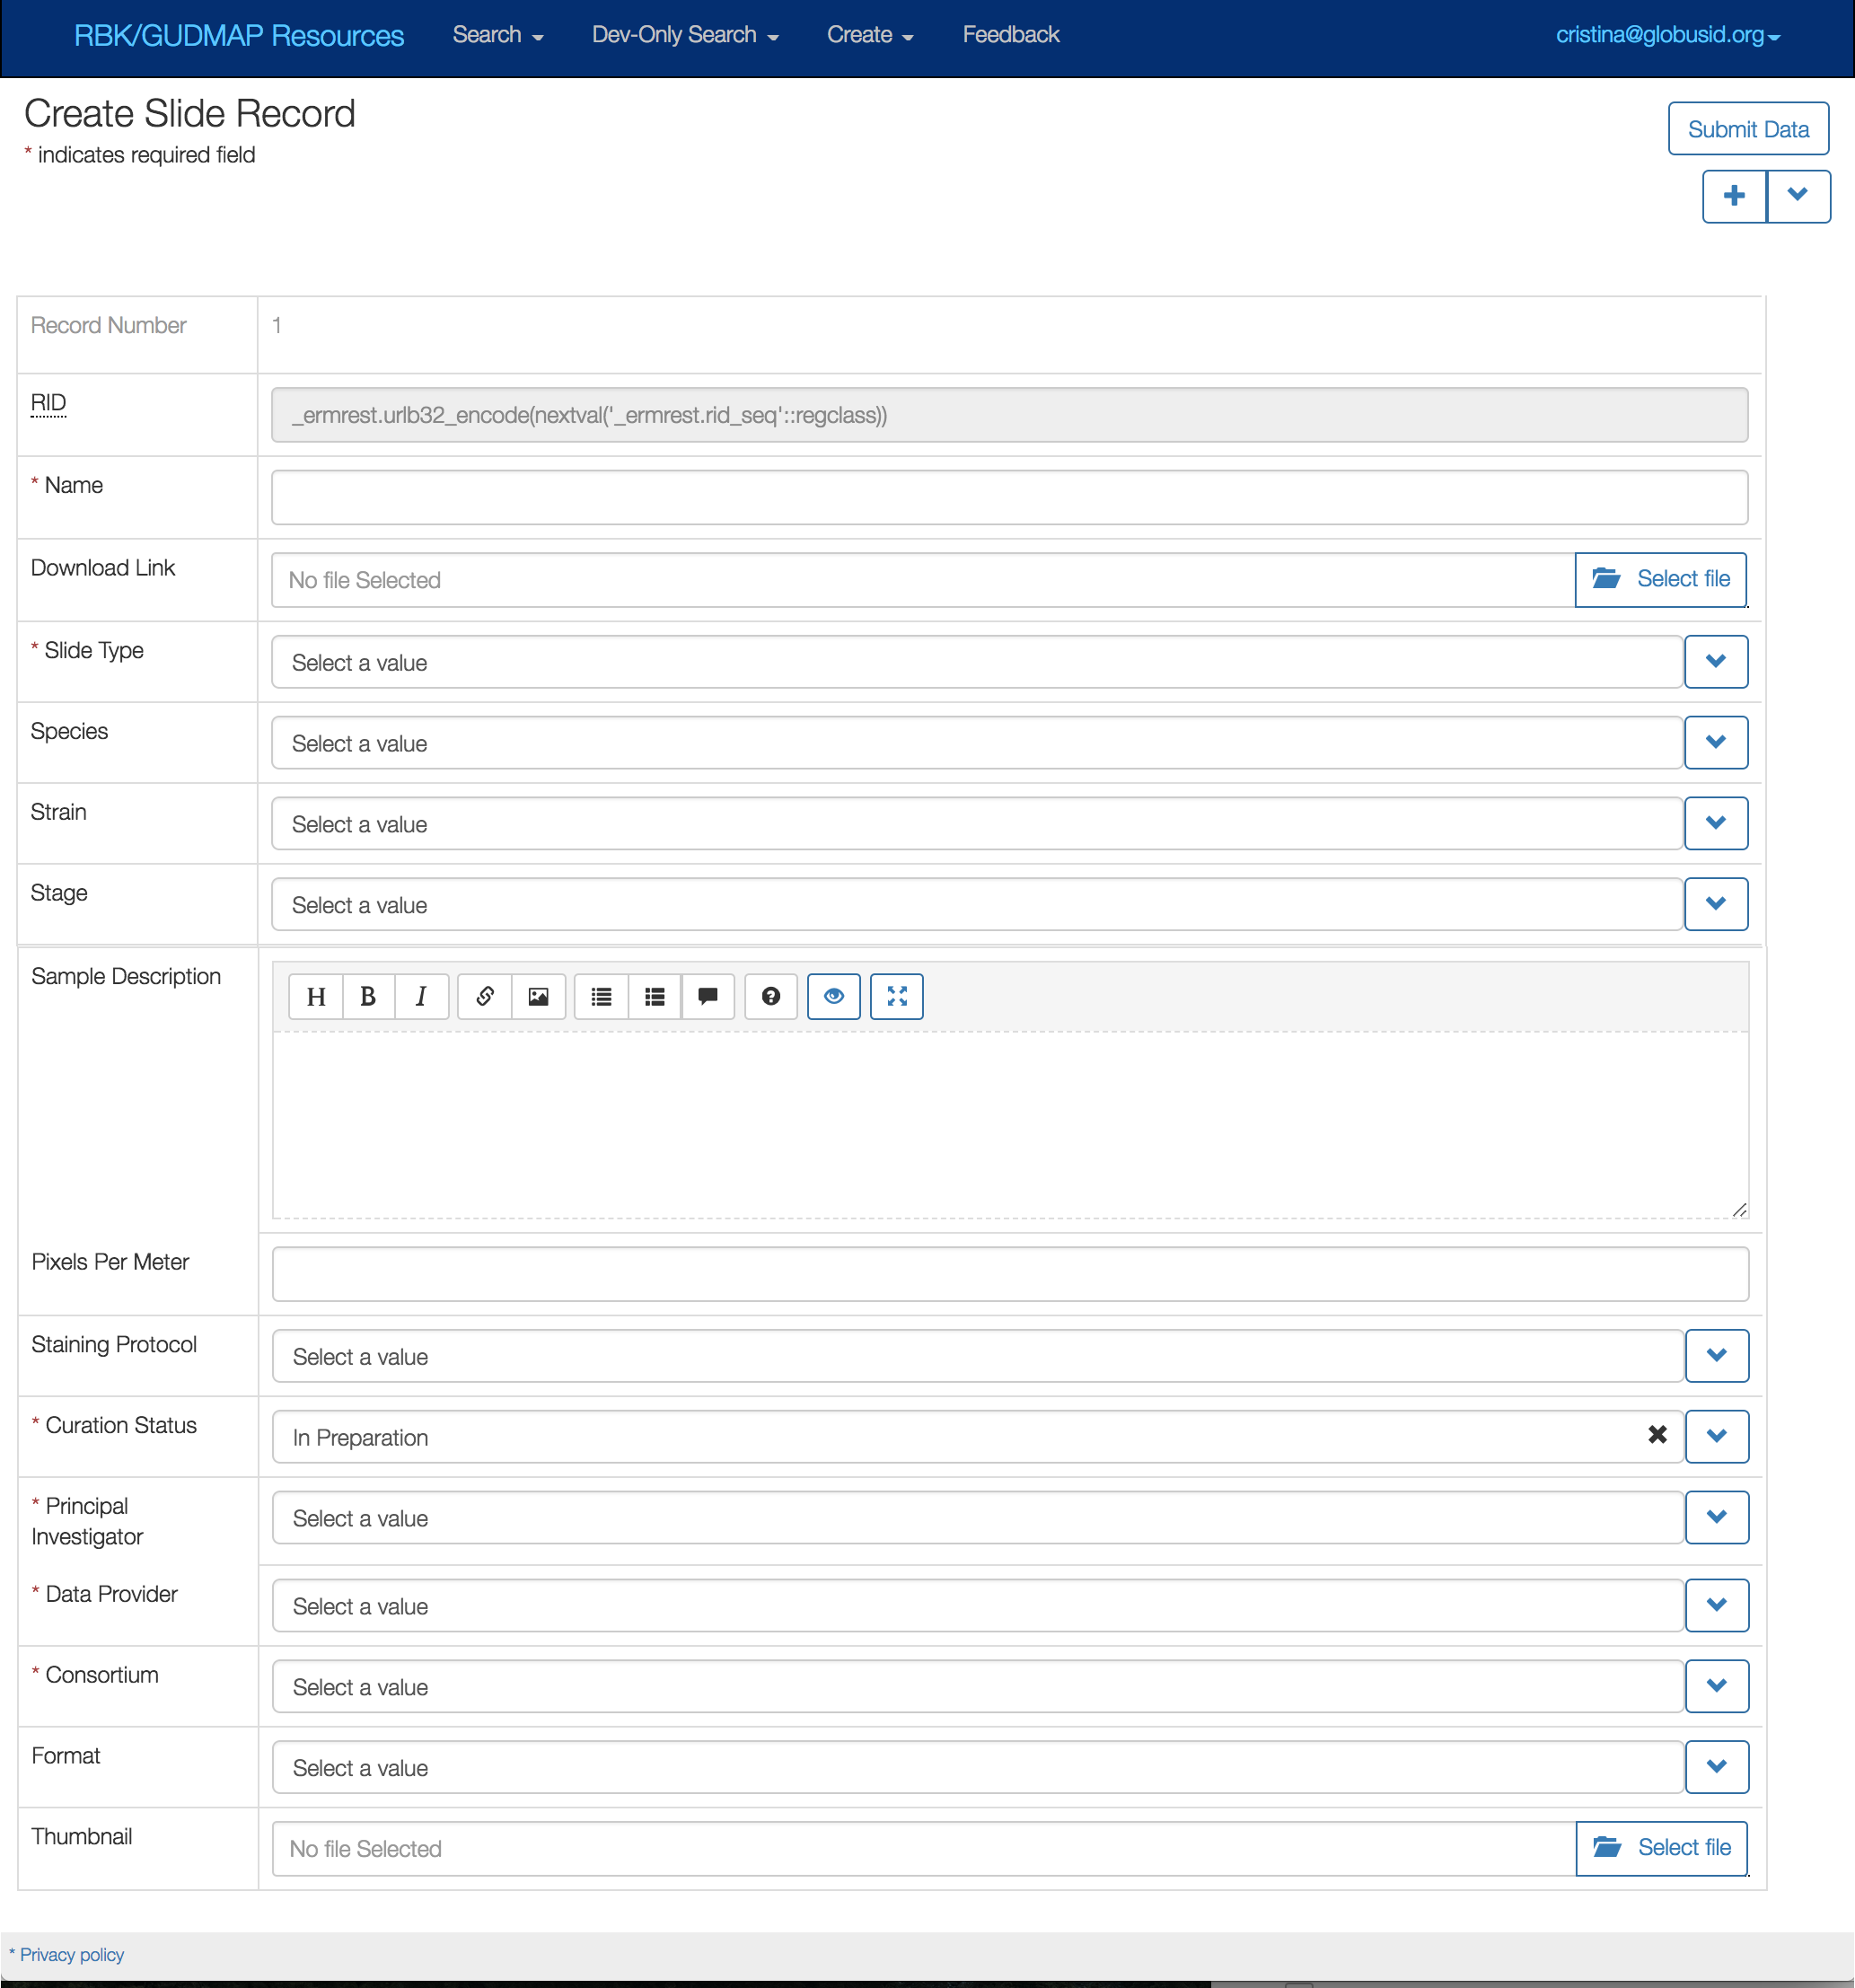 RBK/GUDMAP Resources Search Dev-Only Search Create Feedback cristina@globusid.org
Create Slide Record
* indicates required field
Submit Data
Record Number 1
RID _ermrest.urlb32_encode(nextval('_ermrest.rid_seq'::regclass))
* Name
Download Link No file Selected Select file
* Slide Type Select a value
Species Select a value
Strain Select a value
Stage Select a value
Sample Description
H B I
Pixels Per Meter
Staining Protocol Select a value
* Curation Status In Preparation
* Principal
Investigator Select a value
* Data Provider Select a value
* Consortium Select a value
Format Select a value
Thumbnail No file Selected Select file
* Privacy policy